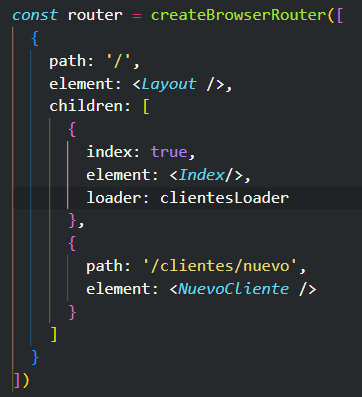 const router = createBrowserRouter([
  {
    path: '/',
    element: <Layout />,
    children: [
      {
        index: true,
        element: <Index/>,
        loader: clientesLoader
      },
      {
        path: '/clientes/nuevo',
        element: <NuevoCliente />
      }
    ]
  }
])